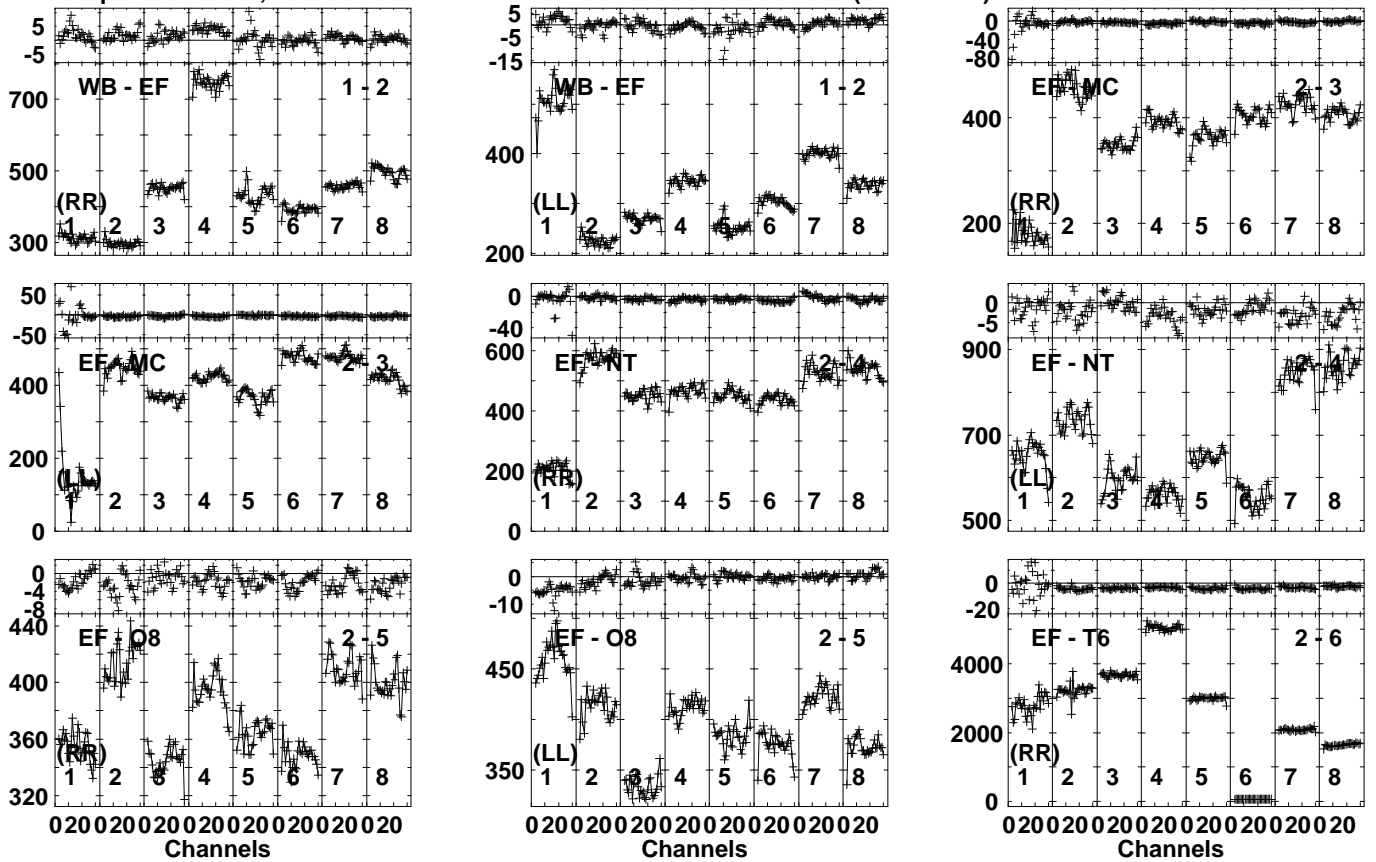 5
-5
WB - EF 1 - 2
700
500
(RR)
300
1 2 3 4 5 6 7 8
5
-5
-15
WB - EF 1 - 2
400
(LL)
200
1 2 3 4 5 6 7 8
0
-40
-80
EF - MC 2 - 3
400
(RR)
200
1 2 3 4 5 6 7 8
50
-50
EF - MC 2 - 3
400
200
(LL)
0
1 2 3 4 5 6 7 8
0
-40
600
EF - NT 2 - 4
400
200
(RR)
0
1 2 3 4 5 6 7 8
0
-5
900
EF - NT 2 - 4
700
(LL)
500
1 2 3 4 5 6 7 8
0
-4
-8
440
EF - O8 2 - 5
400
360
(RR)
320
1 2 3 4 5 6 7 8
0 20 0 20 0 20 0 20 0 20 0 20 0 20 0 20
Channels
0
-10
EF - O8 2 - 5
450
(LL)
350
1 2 3 4 5 6 7 8
0 20 0 20 0 20 0 20 0 20 0 20 0 20 0 20
Channels
0
-20
EF - T6 2 - 6
4000
2000
(RR)
0
1 2 3 4 5 6 7 8
0 20 0 20 0 20 0 20 0 20 0 20 0 20 0 20
Channels